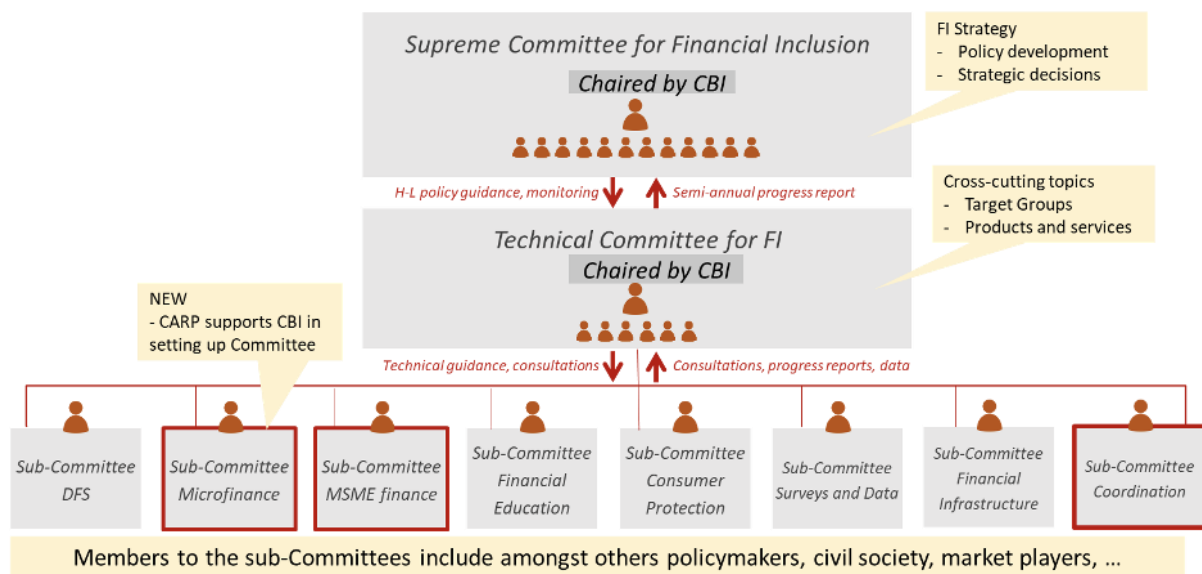 Supreme Committee for Financial Inclusion
Chaired by CBI
FI Strategy
- Policy development
- Strategic decisions
H-L policy guidance, monitoring
Semi-annual progress report
Technical Committee for FI
Chaired by CBI
Cross-cutting topics
- Target Groups
- Products and services
NEW
- CARP supports CBI in
setting up Committee
Technical guidance, consultations
Consultations, progress reports, data
Sub-Committee
DFS
Sub-Committee
Microfinance
Sub-Committee
MSME finance
Sub-Committee
Financial
Education
Sub-Committee
Consumer
Protection
Sub-Committee
Surveys and Data
Sub-Committee
Financial
Infrastructure
Sub-Committee
Coordination
Members to the sub-Committees include amongst others policymakers, civil society, market players, ...